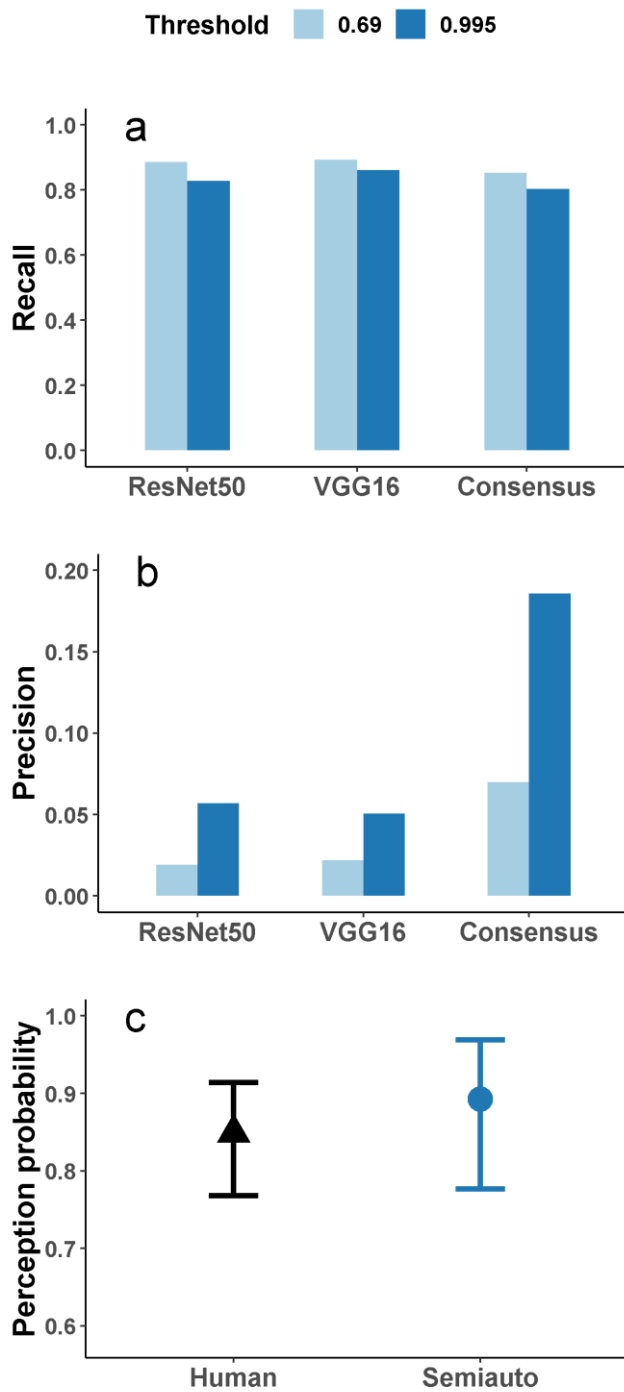 Threshold 0.69 0.995
a
Recall
1.0
0.8
0.6
0.4
0.2
0.0
ResNet50 VGG16 Consensus
b
Precision
0.20
0.15
0.10
0.05
0.00
ResNet50 VGG16 Consensus
c
Perception probability
1.0
0.9
0.8
0.7
0.6
Human Semiauto